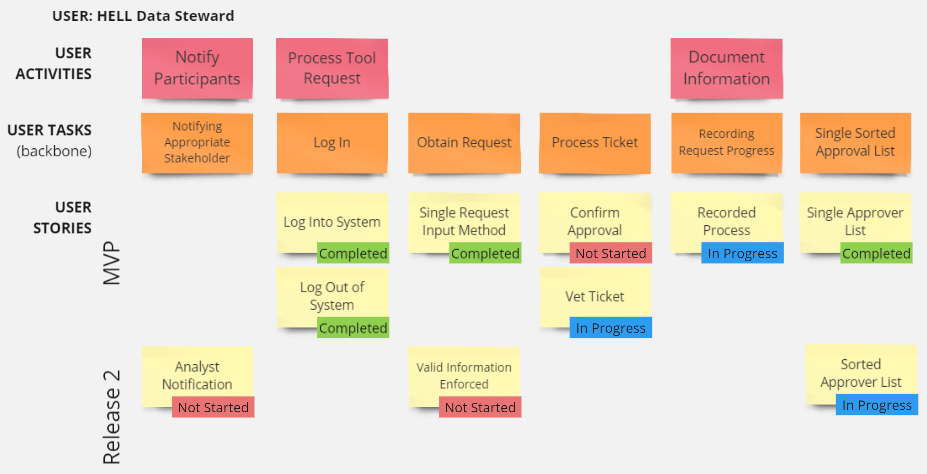 USER: HELL Data Steward
USER
ACTIVITIES
Notify
Participants
Process Tool
Request
Document
Information
USER TASKS
(backbone)
Notifying
Appropriate
Stakeholder
Log In
Obtain Request
Process Ticket
Recording
Request Progress
Single Sorted
Approval List
USER
STORIES
MVP
Log Into System
Completed
Single Request
Input Method
Completed
Confirm
Approval
Not Started
Recorded
Process
In Progress
Single Approver
List
Completed
Log Out of
System
Completed
Vet Ticket
In Progress
Release 2
Analyst
Notification
Not Started
Valid Information
Enforced
Not Started
Sorted
Approver List
In Progress